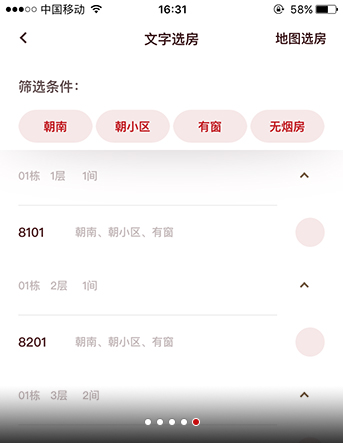 中国移动 16:31 58%
文字选房 地图选房
筛选条件：
朝南 朝小区 有窗 无烟房
01栋 1层 1间
8101 朝南、朝小区、有窗
01栋 2层 1间
8201 朝南、朝小区、有窗
01栋 3层 2间